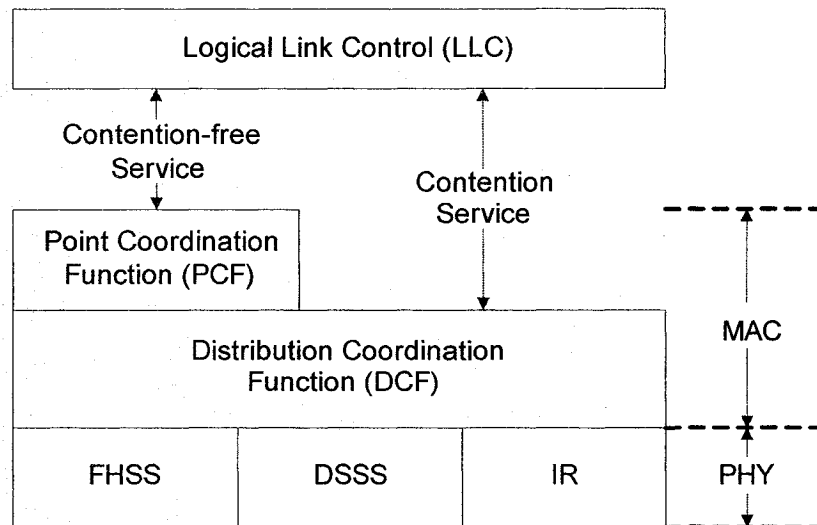 Logical Link Control (LLC)
Contention-free
Service
Contention
Service
Point Coordination
Function (PCF)
Distribution Coordination
Function (DCF)
MAC
FHSS
DSSS
IR
PHY